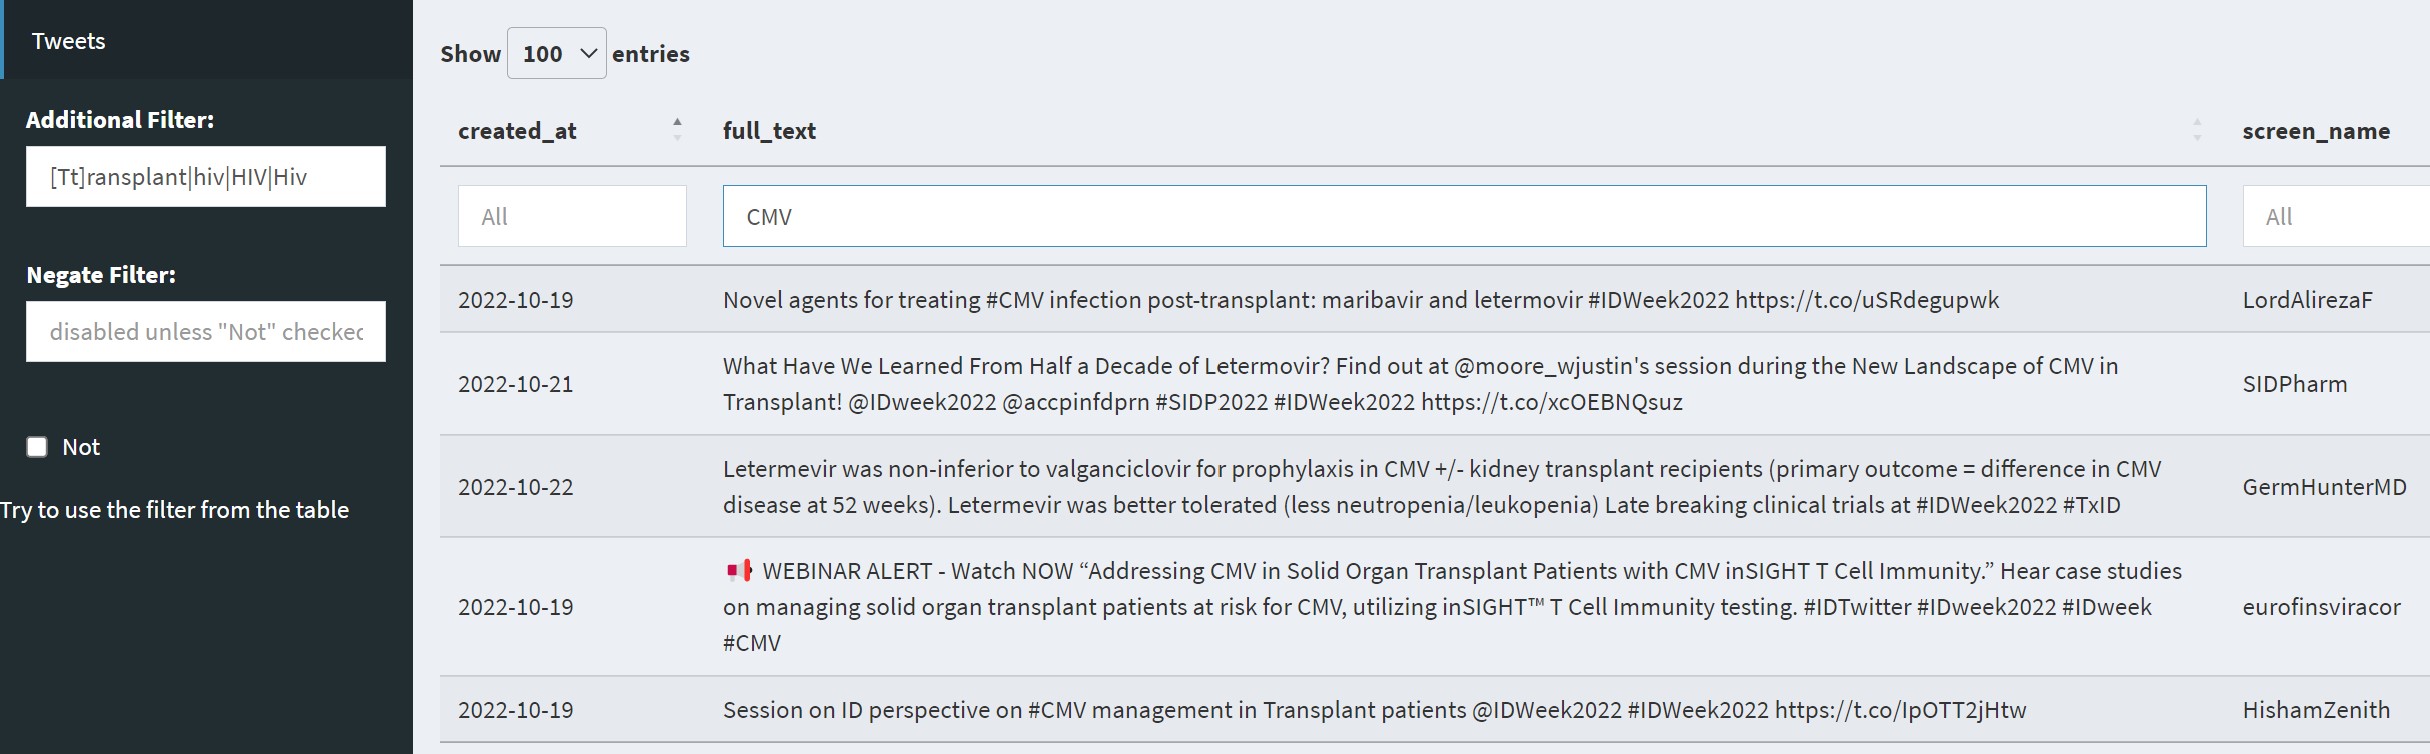 Tweets
Additional Filter:
[Tt]ransplant|hiv|HIV|Hiv
Negate Filter:
disabled unless "Not" checked
Not
Try to use the filter from the table
Show 100 entries
created_at full_text screen_name
All CMV All
2022-10-19 Novel agents for treating #CMV infection post-transplant: maribavir and letermovir #IDWeek2022 https://t.co/uSRdegupwk LordAlirezaF
What Have We Learned From Half a Decade of Letermovir? Find out at @moore_wjustin's session during the New Landscape of CMV in
2022-10-21 SIDPharm
Transplant! @IDweek2022 @accpinfdprn #SIDP2022 #IDWeek2022 https://t.co/xcOEBNQsuz
Letermevir was non-inferior to valganciclovir for prophylaxis in CMV +/- kidney transplant recipients (primary outcome = difference in CMV
2022-10-22 GermHunterMD
disease at 52 weeks). Letermevir was better tolerated (less neutropenia/leukopenia) Late breaking clinical trials at #IDWeek2022 #TxID
📢 WEBINAR ALERT - Watch NOW “Addressing CMV in Solid Organ Transplant Patients with CMV inSIGHT T Cell Immunity.” Hear case studies
2022-10-19 on managing solid organ transplant patients at risk for CMV, utilizing inSIGHT™ T Cell Immunity testing. #IDTwitter #IDweek2022 #IDweek eurofinsviracor
#CMV
2022-10-19 Session on ID perspective on #CMV management in Transplant patients @IDWeek2022 #IDWeek2022 https://t.co/IpOTT2jHtw HishamZenith